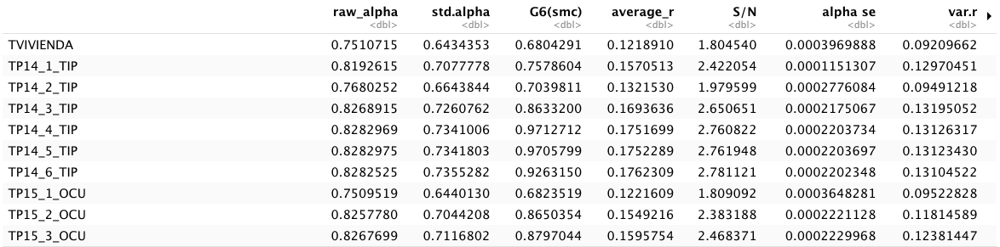 raw_alpha std.alpha G6(smc) average_r S/N alpha se var.r
<dbl> <dbl> <dbl> <dbl> <dbl> <dbl> <dbl>
TVIVIENDA 0.7510715 0.6434353 0.6804291 0.1218910 1.804540 0.0003969888 0.09209662
TP14_1_TIP 0.8192615 0.7077778 0.7578604 0.1570513 2.422054 0.0001151307 0.12970451
TP14_2_TIP 0.7680252 0.6643844 0.7039811 0.1321530 1.979599 0.0002776084 0.09491218
TP14_3_TIP 0.8268915 0.7260762 0.8633200 0.1693636 2.650651 0.0002175067 0.13195052
TP14_4_TIP 0.8282969 0.7341006 0.9712712 0.1751699 2.760822 0.0002203734 0.13126317
TP14_5_TIP 0.8282975 0.7341803 0.9705799 0.1752289 2.761948 0.0002203697 0.13123430
TP14_6_TIP 0.8282525 0.7355282 0.9263150 0.1762309 2.781121 0.0002202348 0.13104522
TP15_1_OCU 0.7509519 0.6440130 0.6823519 0.1221609 1.809092 0.0003648281 0.09522828
TP15_2_OCU 0.8257780 0.7044208 0.8650354 0.1549216 2.383188 0.0002221128 0.11814589
TP15_3_OCU 0.8267699 0.7116802 0.8797044 0.1595754 2.468371 0.0002229968 0.12381447